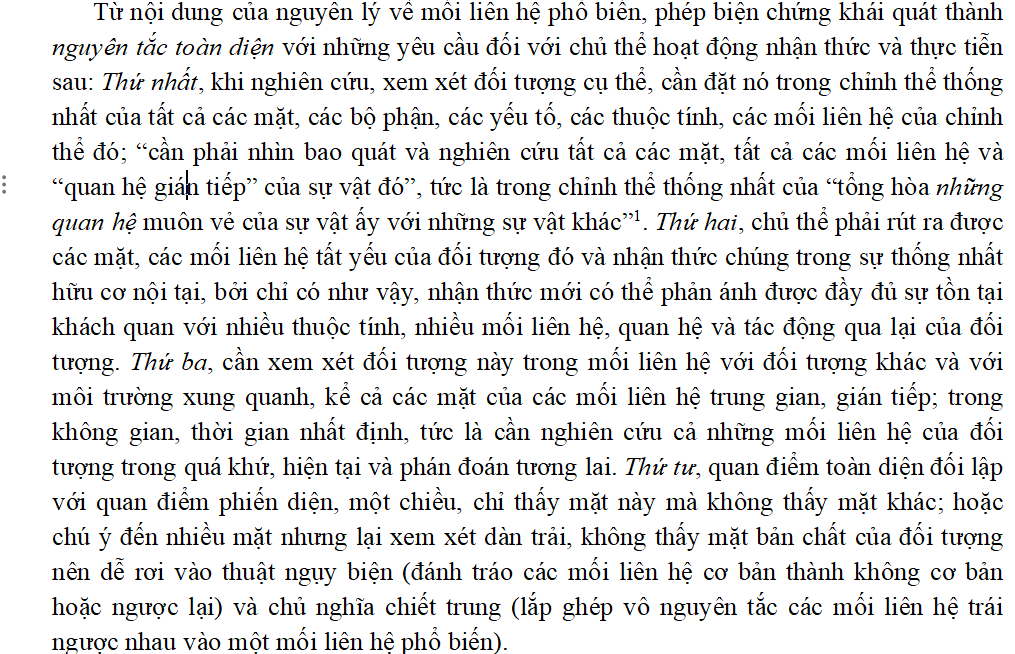 Từ nội dung của nguyên lý về mối liên hệ phổ biến, phép biện chứng khái quát thành
nguyên tắc toàn diện với những yêu cầu đối với chủ thể hoạt động nhận thức và thực tiễn
sau: Thứ nhất, khi nghiên cứu, xem xét đối tượng cụ thể, cần đặt nó trong chỉnh thể thống
nhất của tất cả các mặt, các bộ phận, các yếu tố, các thuộc tính, các mối liên hệ của chỉnh
thể đó; “cần phải nhìn bao quát và nghiên cứu tất cả các mặt, tất cả các mối liên hệ và
“quan hệ gián tiếp” của sự vật đó”, tức là trong chỉnh thể thống nhất của “tổng hòa những
quan hệ muôn vẻ của sự vật ấy với những sự vật khác”¹. Thứ hai, chủ thể phải rút ra được
các mặt, các mối liên hệ tất yếu của đối tượng đó và nhận thức chúng trong sự thống nhất
hữu cơ nội tại, bởi chỉ có như vậy, nhận thức mới có thể phản ánh được đầy đủ sự tồn tại
khách quan với nhiều thuộc tính, nhiều mối liên hệ, quan hệ và tác động qua lại của đối
tượng. Thứ ba, cần xem xét đối tượng này trong mối liên hệ với đối tượng khác và với
môi trường xung quanh, kể cả các mặt của các mối liên hệ trung gian, gián tiếp; trong
không gian, thời gian nhất định, tức là cần nghiên cứu cả những mối liên hệ của đối
tượng trong quá khứ, hiện tại và phán đoán tương lai. Thứ tư, quan điểm toàn diện đối lập
với quan điểm phiến diện, một chiều, chỉ thấy mặt này mà không thấy mặt khác; hoặc
chú ý đến nhiều mặt nhưng lại xem xét dàn trải, không thấy mặt bản chất của đối tượng
nên dễ rơi vào thuật ngụy biện (đánh tráo các mối liên hệ cơ bản thành không cơ bản
hoặc ngược lại) và chủ nghĩa chiết trung (lắp ghép vô nguyên tắc các mối liên hệ trái
ngược nhau vào một mối liên hệ phổ biến).